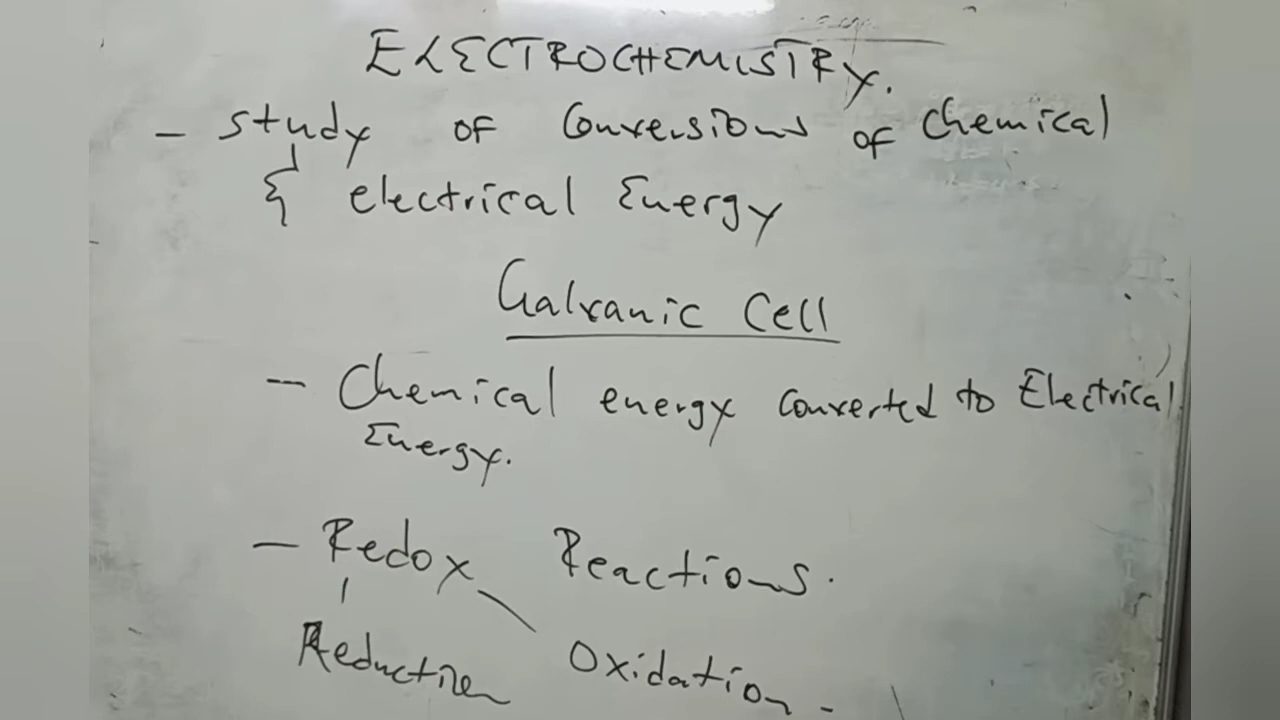 ELECTROCHEMISTRY.
- study of Conversions of Chemical
& electrical Energy
Galvanic Cell
- Chemical energy converted to Electrical
Energy.
- Redox Reactions.
Reduction Oxidation.